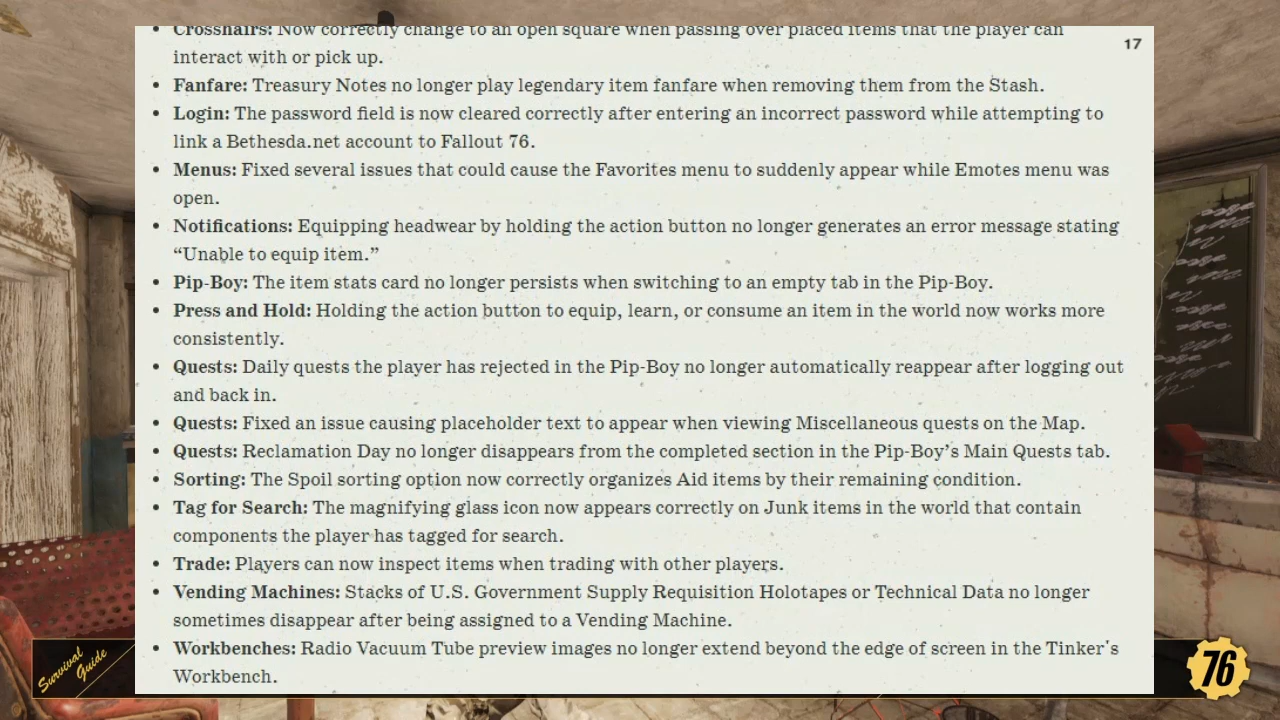 Crosshairs: Now correctly change to an open square when passing over placed items that the player can
interact with or pick up.
17
• Fanfare: Treasury Notes no longer play legendary item fanfare when removing them from the Stash.
• Login: The password field is now cleared correctly after entering an incorrect password while attempting to
link a Bethesda.net account to Fallout 76.
• Menus: Fixed several issues that could cause the Favorites menu to suddenly appear while Emotes menu was
open.
• Notifications: Equipping headwear by holding the action button no longer generates an error message stating
“Unable to equip item.”
• Pip-Boy: The item stats card no longer persists when switching to an empty tab in the Pip-Boy.
• Press and Hold: Holding the action button to equip, learn, or consume an item in the world now works more
consistently.
• Quests: Daily quests the player has rejected in the Pip-Boy no longer automatically reappear after logging out
and back in.
• Quests: Fixed an issue causing placeholder text to appear when viewing Miscellaneous quests on the Map.
• Quests: Reclamation Day no longer disappears from the completed section in the Pip-Boy’s Main Quests tab.
• Sorting: The Spoil sorting option now correctly organizes Aid items by their remaining condition.
• Tag for Search: The magnifying glass icon now appears correctly on Junk items in the world that contain
components the player has tagged for search.
• Trade: Players can now inspect items when trading with other players.
• Vending Machines: Stacks of U.S. Government Supply Requisition Holotapes or Technical Data no longer
sometimes disappear after being assigned to a Vending Machine.
• Workbenches: Radio Vacuum Tube preview images no longer extend beyond the edge of screen in the Tinker's
Workbench.
Survival
Guide
76